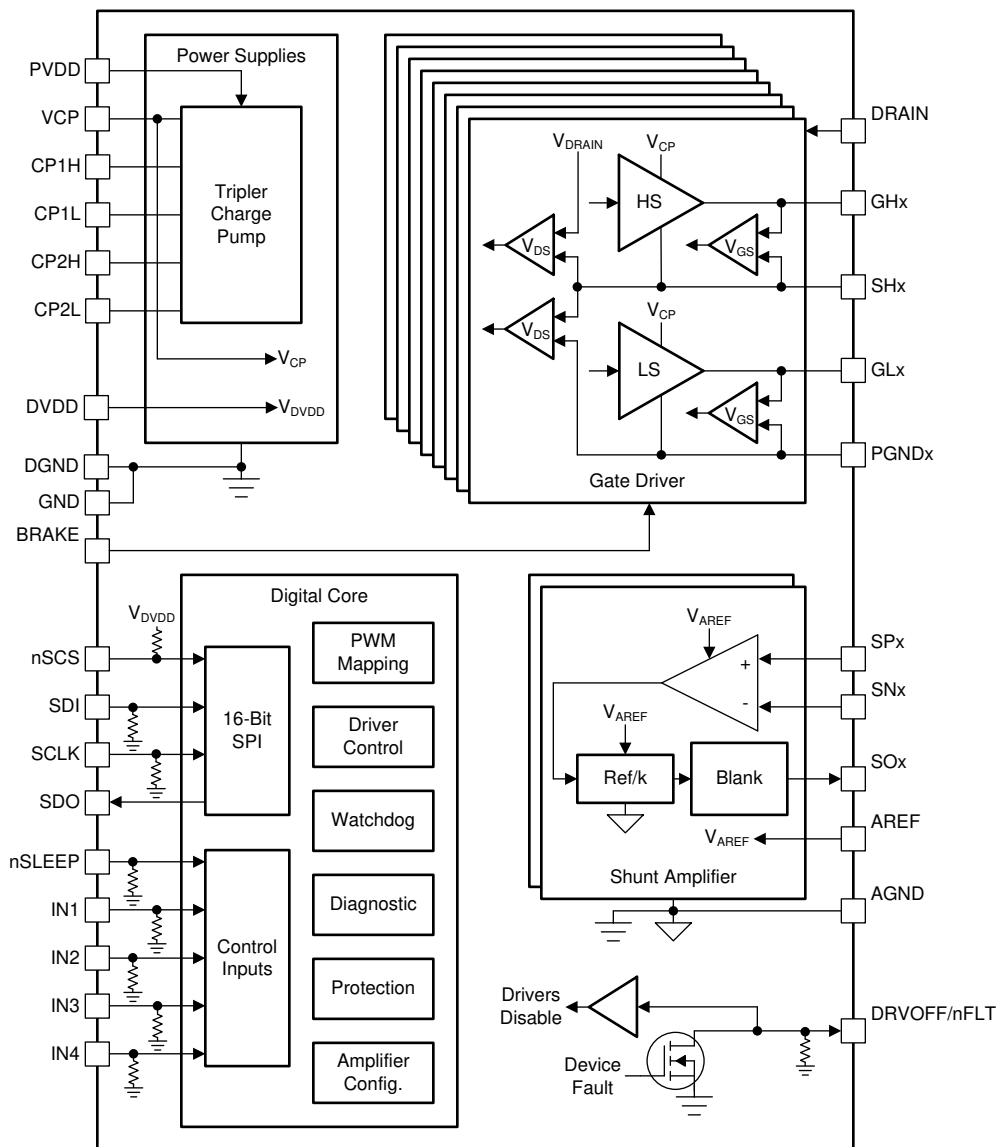 Power Supplies
PVDD
VCP
CP1H
CP1L
CP2H
CP2L
Tripler
Charge
Pump
VCP
DVDD
VDVDD
DGND
GND
BRAKE
VDRAIN
VCP
HS
VDS
VGS
VDS
VCP
LS
VGS
Gate Driver
DRAIN
GHx
SHx
GLx
PGNDx
Digital Core
VDVDD
nSCS
SDI
SCLK
SDO
16-Bit
SPI
nSLEEP
IN1
IN2
IN3
IN4
Control
Inputs
PWM
Mapping
Driver
Control
Watchdog
Diagnostic
Protection
Amplifier
Config.
VAREF
+
-
VAREF
Ref/k
Blank
VAREF
Shunt Amplifier
SPx
SNx
SOx
AREF
AGND
Drivers
Disable
Device
Fault
DRVOFF/nFLT